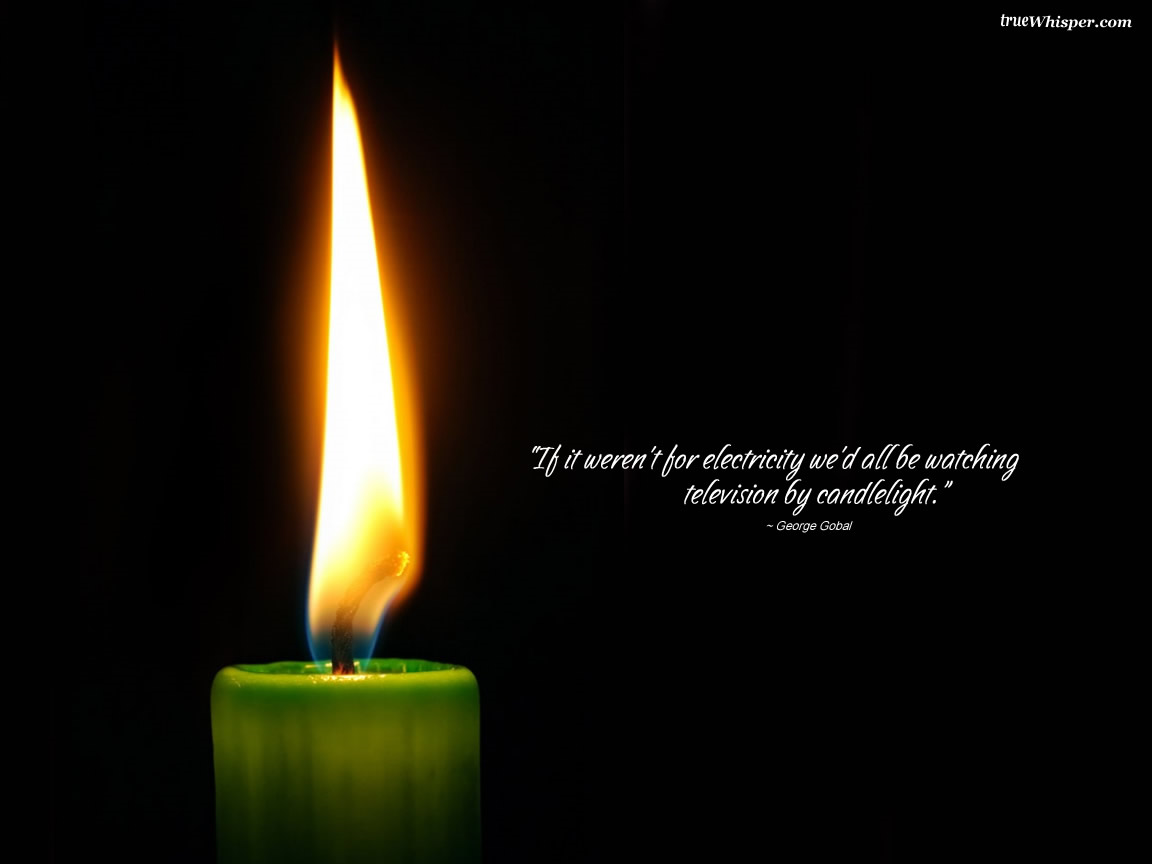 trueWhisper.com
"If it weren't for electricity we'd all be watching
television by candlelight."
~ George Gobal